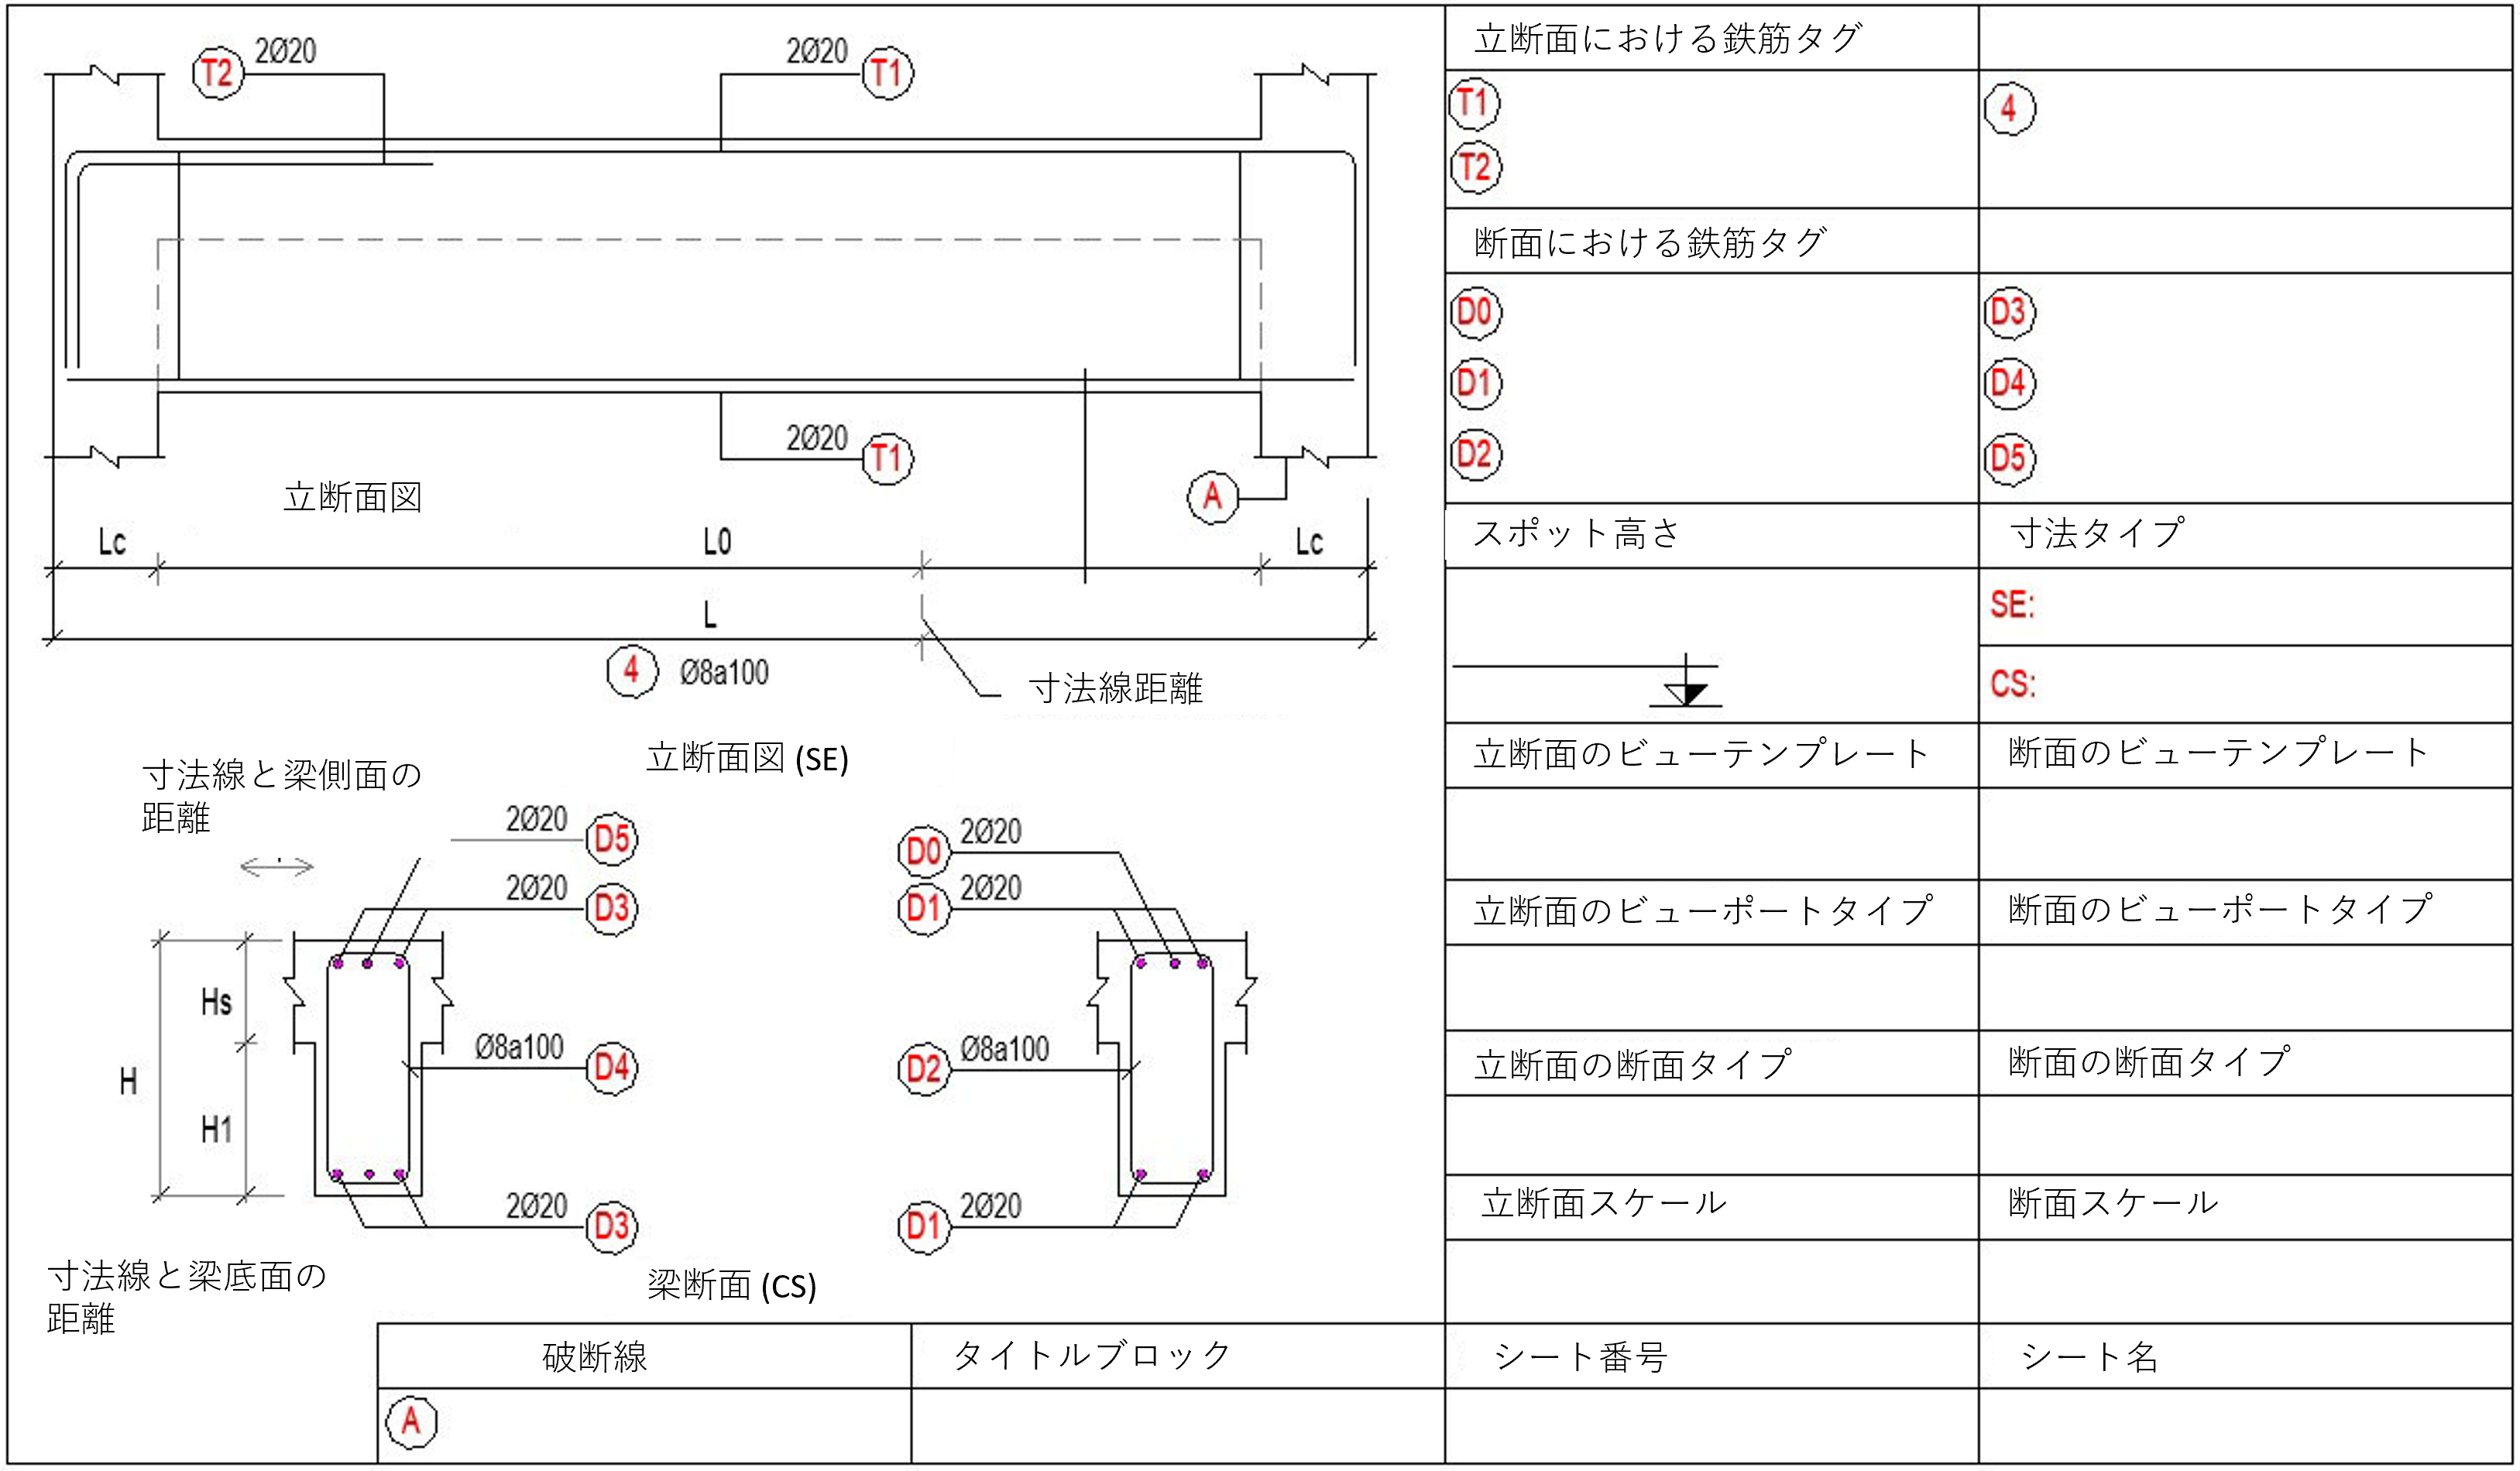 T2 2Ø20
2Ø20 T1
2Ø20 T1
立断面図
A
Lc
L0
Lc
L
4 Ø8a100
寸法線距離
立断面図 (SE)
寸法線と梁側面の
距離
2Ø20 D5
2Ø20 D3
Hs
H
H1
Ø8a100 D4
2Ø20 D3
D0 2Ø20
D1 2Ø20
D2 Ø8a100
D1 2Ø20
寸法線と梁底面の
距離
梁断面 (CS)
立断面における鉄筋タグ
T1
4
T2
断面における鉄筋タグ
D0
D3
D1
D4
D2
D5
スポット高さ
寸法タイプ
SE:
CS:
立断面のビューテンプレート
断面のビューテンプレート
立断面のビューポートタイプ
断面のビューポートタイプ
立断面の断面タイプ
断面の断面タイプ
立断面スケール
断面スケール
破断線
タイトルブロック
シート番号
シート名
A